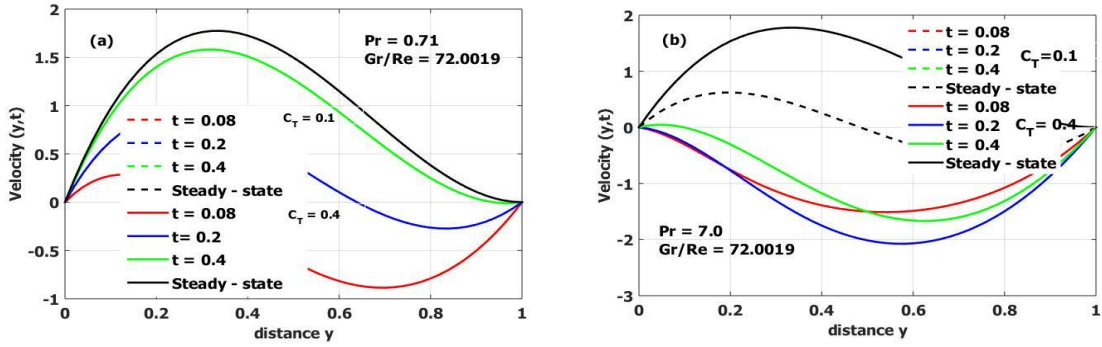 (a)
Pr = 0.71
Gr/Re = 72.0019
2
1.5
1
0.5
0
-0.5
-1
Velocity (y,t)
t = 0.08
t = 0.2
t = 0.4
Steady - state
t = 0.08
t= 0.2
t = 0.4
Steady - state
C_T = 0.1
C_T = 0.4
0 0.2 0.4 0.6 0.8 1
distance y
(b)
2
1
0
-1
-2
-3
Velocity (y,t)
t = 0.08
t = 0.2
t = 0.4
Steady - state
t = 0.08
t = 0.2
t = 0.4
Steady - state
C_T=0.1
C_T= 0.4
Pr = 7.0
Gr/Re = 72.0019
0 0.2 0.4 0.6 0.8 1
distance y